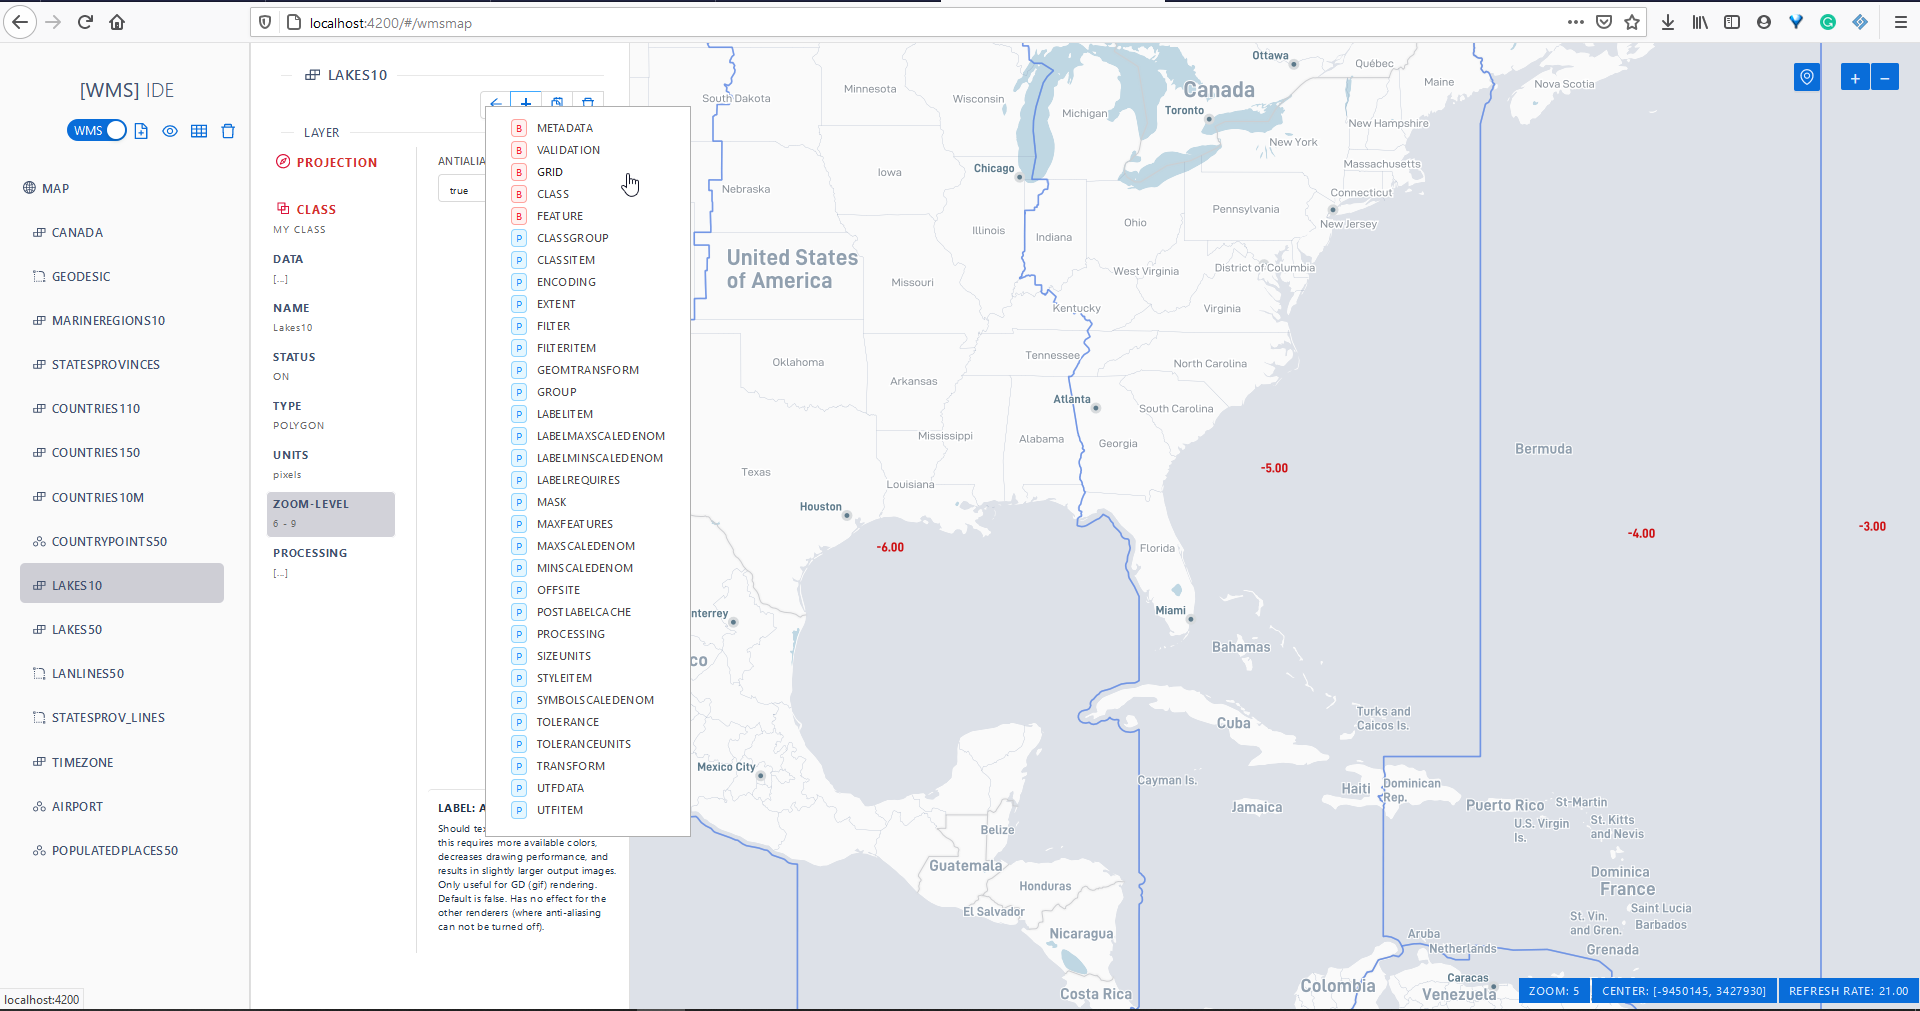 localhost:4200/#/wmsmap
[WMS] IDE
WMS
MAP
CANADA
GEODESIC
MARINEREGIONS10
STATESPROVINCES
COUNTRIES110
COUNTRIES150
COUNTRIES10M
COUNTRYPOINTS50
LAKES10
LAKES50
LANLINES50
STATESPROV_LINES
TIMEZONE
AIRPORT
POPULATEDPLACES50
localhost:4200
LAKES10
LAYER
PROJECTION
CLASS
MY CLASS
DATA
[...]
NAME
Lakes10
STATUS
ON
TYPE
POLYGON
UNITS
pixels
ZOOM-LEVEL
6 - 9
PROCESSING
[...]
ANTIALIA
true
B METADATA
B VALIDATION
B GRID
B CLASS
B FEATURE
P CLASSGROUP
P CLASSITEM
P ENCODING
P EXTENT
P FILTER
P FILTERITEM
P GEOMTRANSFORM
P GROUP
P LABELITEM
P LABELMAXSCALEDENOM
P LABELMINSCALEDENOM
P LABELREQUIRES
P MASK
P MAXFEATURES
P MAXSCALEDENOM
P MINSCALEDENOM
P OFFSITE
P POSTLABELCACHE
P PROCESSING
P SIZEUNITS
P STYLEITEM
P SYMBOLSCALEDENOM
P TOLERANCE
P TOLERANCEUNITS
P TRANSFORM
P UTFDATA
P UTFITEM
LABEL: A
Should tex
this requires more available colors,
decreases drawing performance, and
results in slightly larger output images.
Only useful for GD (gif) rendering.
Default is false. Has no effect for the
other renderers (where anti-aliasing
can not be turned off).
Ottawa
Québec
Maine
Nova Scotia
South Dakota
Minnesota
Wisconsin
Canada
Michigan
Toronto
New Hampshire
New York
Massachusetts
Chicago
Iowa
Nebraska
Connecticut
Pennsylvania
Illinois
Indiana
Ohio
New Jersey
United States
of America
Missouri
West Virginia
District of Columbia
Kentucky
Virginia
Oklahoma
Tennessee
North Carolina
Arkansas
Atlanta
South Carolina
Mississippi
Alabama
Georgia
Bermuda
Texas
Louisiana
-5.00
Houston
-6.00
Florida
-4.00
-3.00
nterrey
Miami
Bahamas
co
Cuba
Turks and
Caicos Is.
Mexico City
Cayman Is.
Haiti
Dominican
Rep.
Jamaica
Puerto Rico
St-Martin
U.S. Virgin
Is.
St. Kitts
and Nevis
Belize
Guatemala
Honduras
Dominica
France
El Salvador
Saint Lucia
St. Vin.
and Gren.
Barbados
Nicaragua
Aruba
Netherlands
Grenada
Costa Rica
Colombia
Caracas
Venezuela
ZOOM: 5
CENTER: [-9450145, 3427930]
REFRESH RATE: 21.00